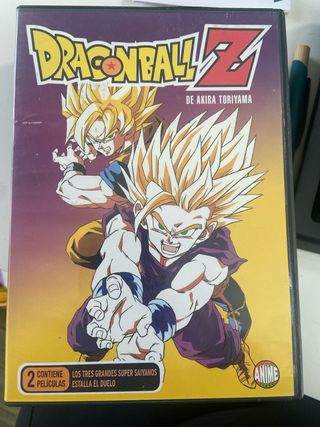 DRAGONBALL Z
DE AKIRA TORIYAMA
2 CONTIENE PELÍCULAS
LOS TRES GRANDES SUPER SAIYANOS
ESTALLA EL DUELO
ANIME